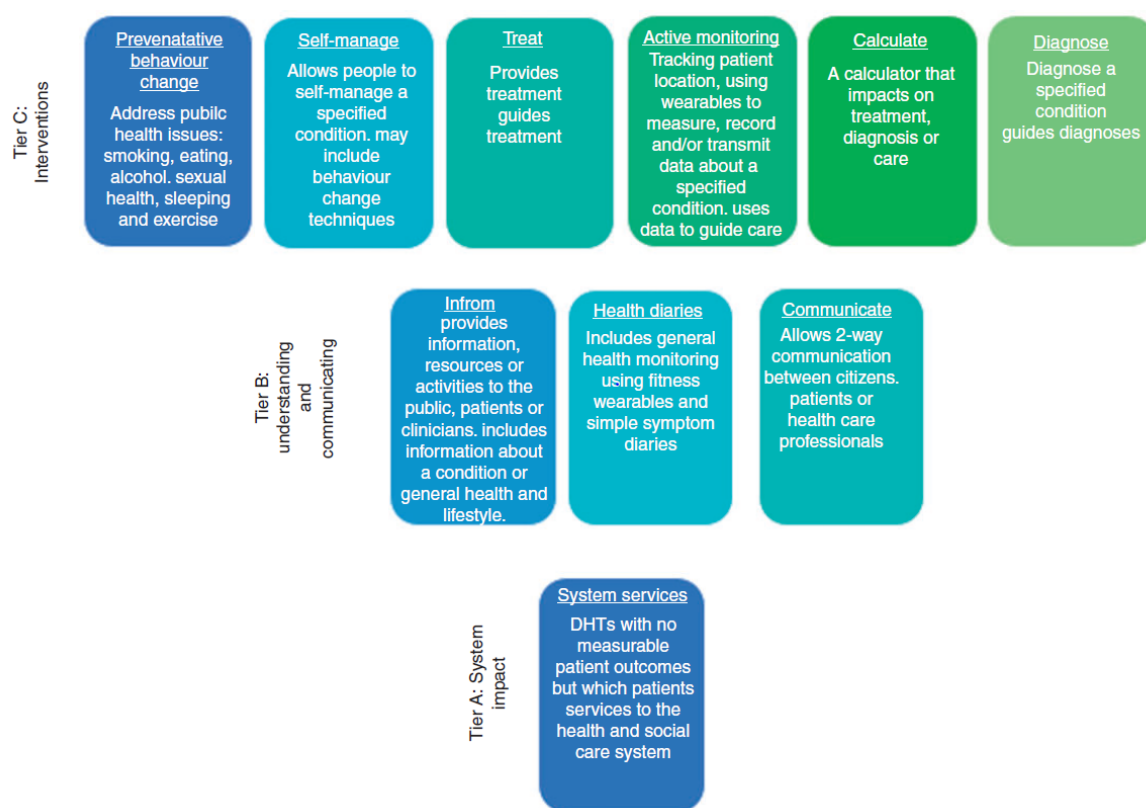 Tier C:
Interventions
Prevenatative
behaviour
change
Address public
health issues:
smoking, eating,
alcohol. sexual
health, sleeping
and exercise
Self-manage
Allows people to
self-manage a
specified
condition. may
include
behaviour
change
techniques
Treat
Provides
treatment
guides
treatment
Active monitoring
Tracking patient
location, using
wearables to
measure, record
and/or transmit
data about a
specified
condition. uses
data to guide care
Calculate
A calculator that
impacts on
treatment,
diagnosis or
care
Diagnose
Diagnose a
specified
condition
guides diagnoses
Tier B:
understanding
and
communicating
Infrom
provides
information,
resources or
activities to the
public, patients or
clinicians. includes
information about
a condition or
general health and
lifestyle.
Health diaries
Includes general
health monitoring
using fitness
wearables and
simple symptom
diaries
Communicate
Allows 2-way
communication
between citizens.
patients or
health care
professionals
Tier A: System
impact
System services
DHTs with no
measurable
patient outcomes
but which patients
services to the
health and social
care system